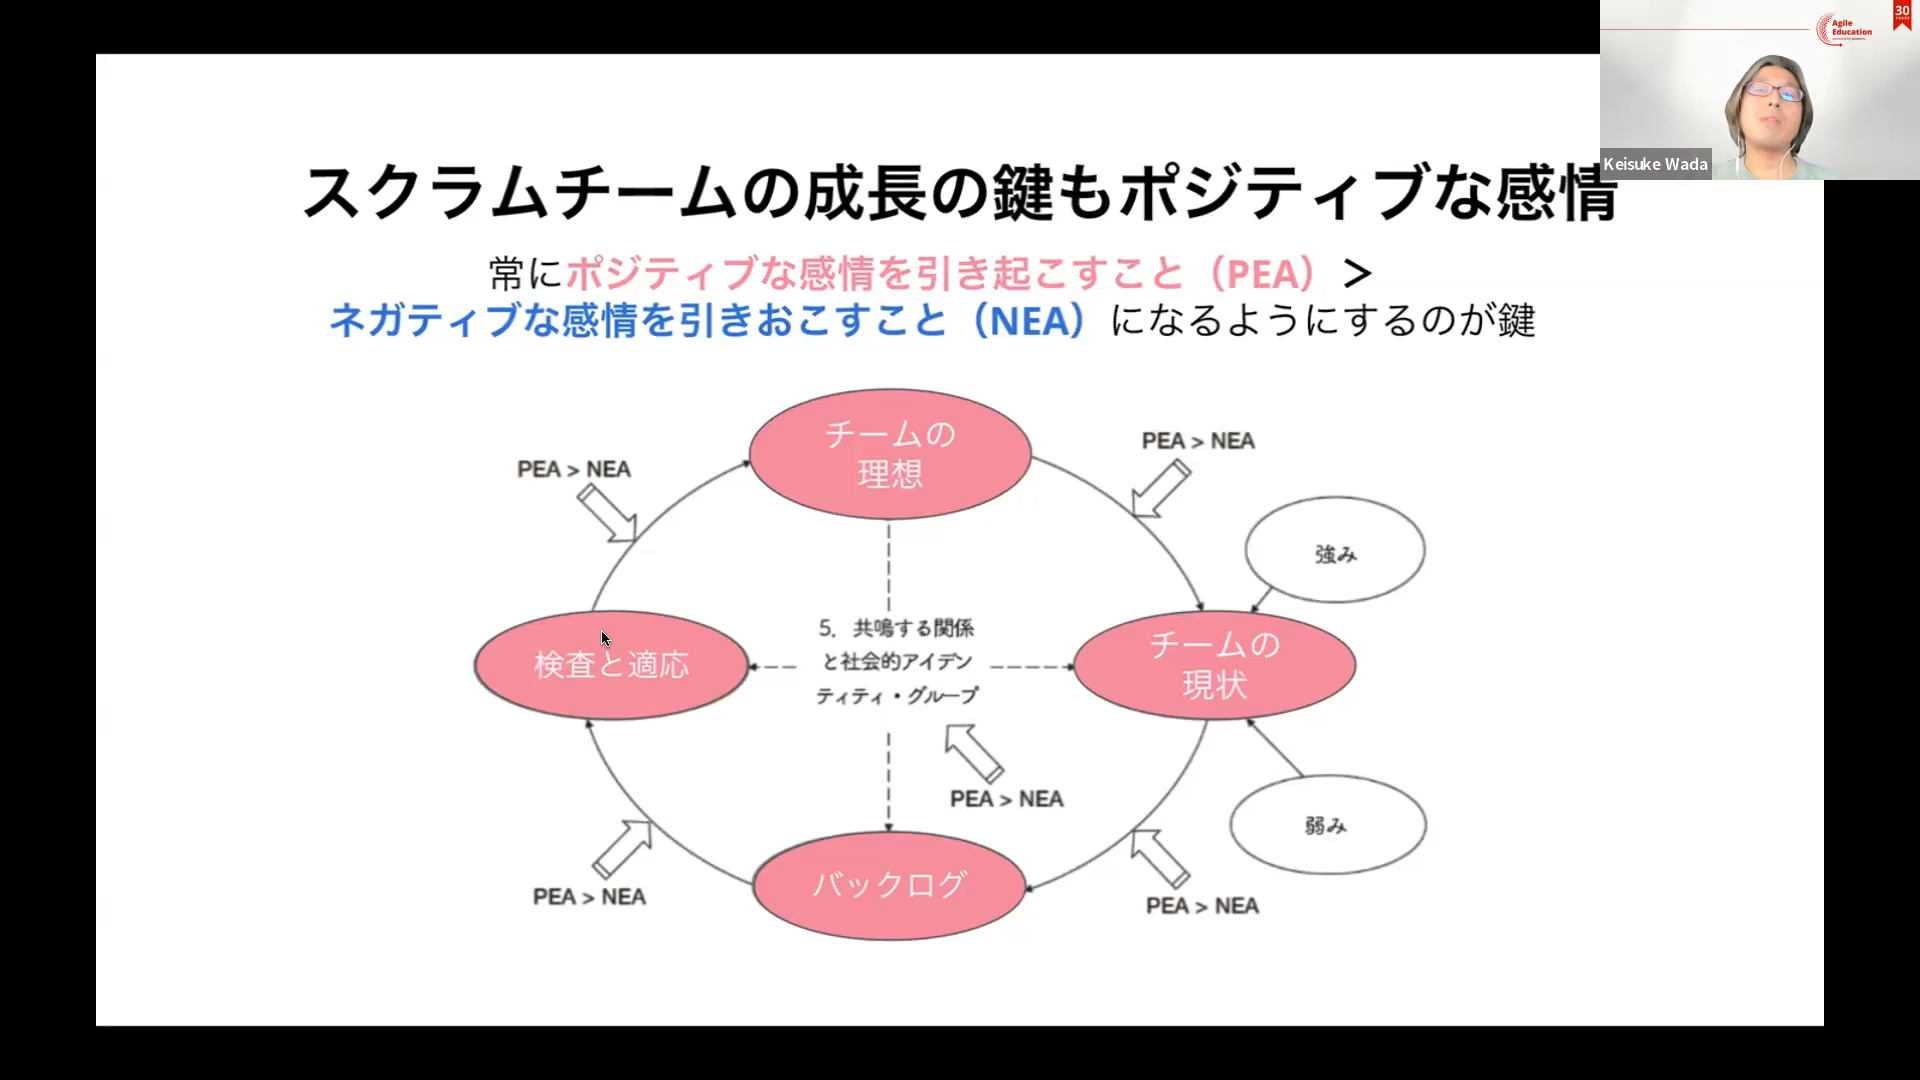 スクラムチームの成長の鍵もポジティブな感情
常にポジティブな感情を引き起こすこと（PEA）＞
ネガティブな感情を引きおこすこと（NEA）になるようにするのが鍵
チームの
理想
PEA > NEA
PEA > NEA
強み
5. 共鳴する関係
と社会的アイデン
ティティ・グループ
検査と適応
チームの
現状
PEA > NEA
弱み
バックログ
PEA > NEA
PEA > NEA
Keisuke Wada
Agile
Education
30
YEARS